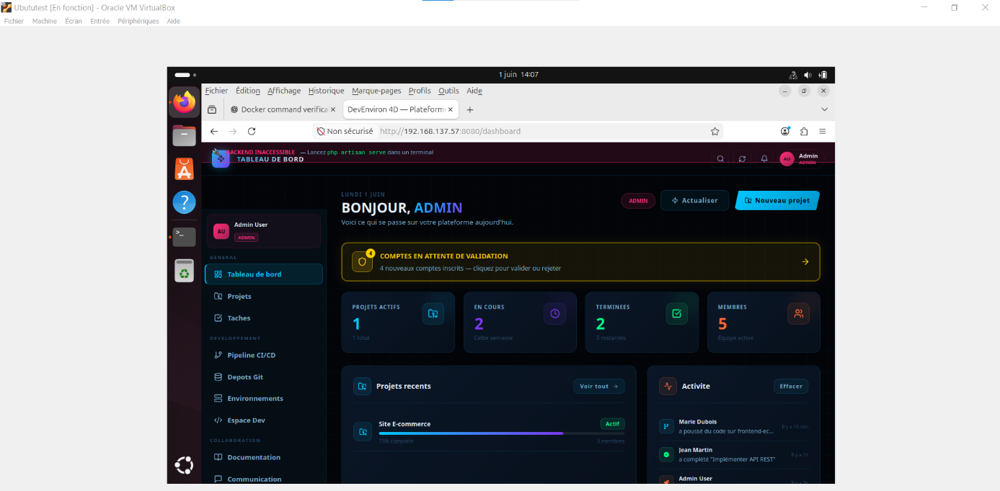 Ubututest [En fonction] - Oracle VM VirtualBox
Fichier Machine Écran Entrée Périphériques Aide
1 juin 14:07
Fichier Édition Affichage Historique Marque-pages Profils Outils Aide
Docker command verifica
DevEnviron 4D — Plateform
Non sécurisé http://192.168.137.57:8080/dashboard
BACKEND INACCESSIBLE — Lancez php artisan serve dans un terminal
TABLEAU DE BORD
AU
Admin
ADMIN
LUNDI 1 JUIN
BONJOUR, ADMIN
Voici ce qui se passe sur votre plateforme aujourd'hui.
ADMIN
Actualiser
Nouveau projet
AU
Admin User
ADMIN
GENERAL
Tableau de bord
Projets
Taches
DEVELOPPEMENT
Pipeline CI/CD
Depots Git
Environnements
Espace Dev
COLLABORATION
Documentation
Communication
4
COMPTES EN ATTENTE DE VALIDATION
4 nouveaux comptes inscrits — cliquez pour valider ou rejeter
PROJETS ACTIFS
1
1 total
EN COURS
2
Cette semaine
TERMINEES
2
3 restantes
MEMBRES
5
Equipe active
Projets recents
Voir tout →
Site E-commerce
Actif
75% complete
3 membres
Activite
Effacer
Marie Dubois
a poussé du code sur frontend-ec...
Il y a 15 min
Jean Martin
a complété "Implémenter API REST"
Il y a 1h
Admin User